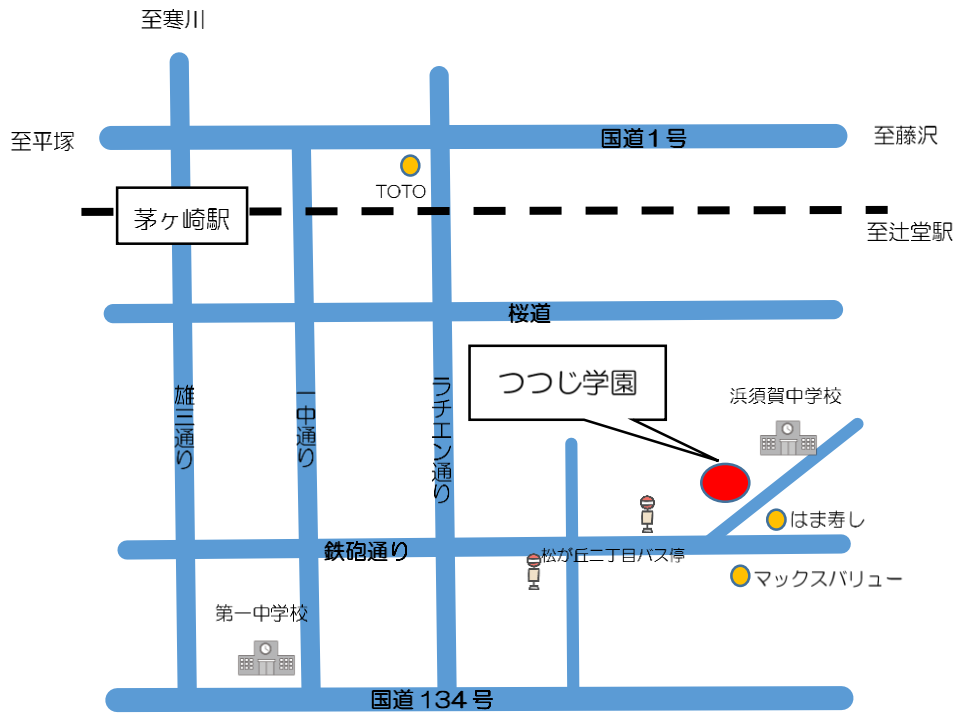 至寒川
至平塚
国道1号
至藤沢
TOTO
茅ヶ崎駅
至辻堂駅
桜道
つつじ学園
雄三通り
一中通り
ラチエン通り
浜須賀中学校
はま寿し
鉄砲通り
松が丘二丁目バス停
マックスバリュー
第一中学校
国道134号